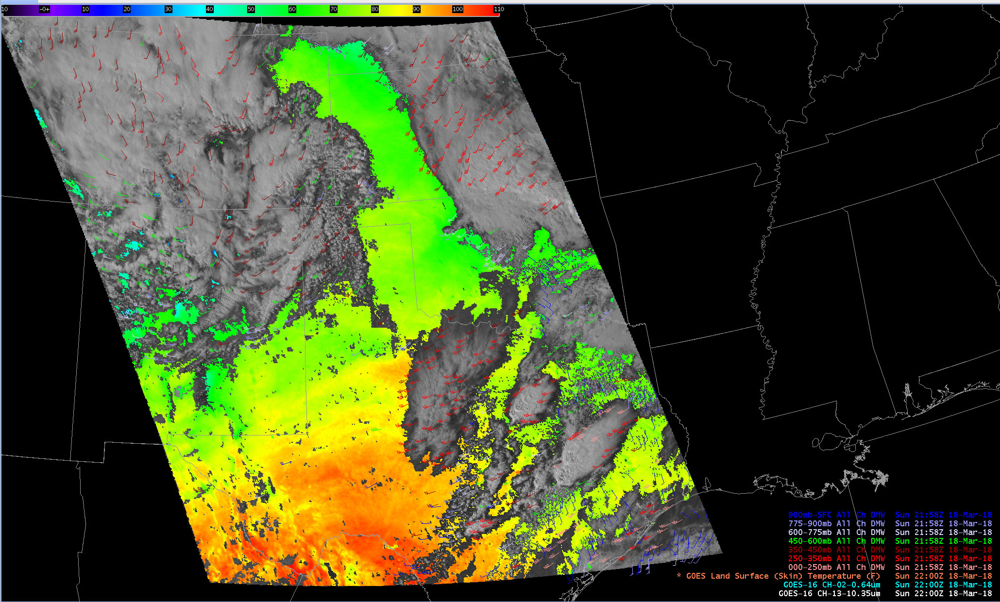 10 -0+ 10 20 30 40 50 60 70 80 90 100 110
900mb-SFC All Ch DMW Sun 21:58Z 18-Mar-18
775-900mb All Ch DMW Sun 21:58Z 18-Mar-18
600-775mb All Ch DMW Sun 21:58Z 18-Mar-18
450-600mb All Ch DMW Sun 21:58Z 18-Mar-18
350-450mb All Ch DMW Sun 21:58Z 18-Mar-18
250-350mb All Ch DMW Sun 21:58Z 18-Mar-18
000-250mb All Ch DMW Sun 21:58Z 18-Mar-18
* GOES Land Surface (Skin) Temperature (F) Sun 22:00Z 18-Mar-18
GOES-16 CH-02-0.64um Sun 22:00Z 18-Mar-18
GOES-16 CH-13-10.35um Sun 22:00Z 18-Mar-18